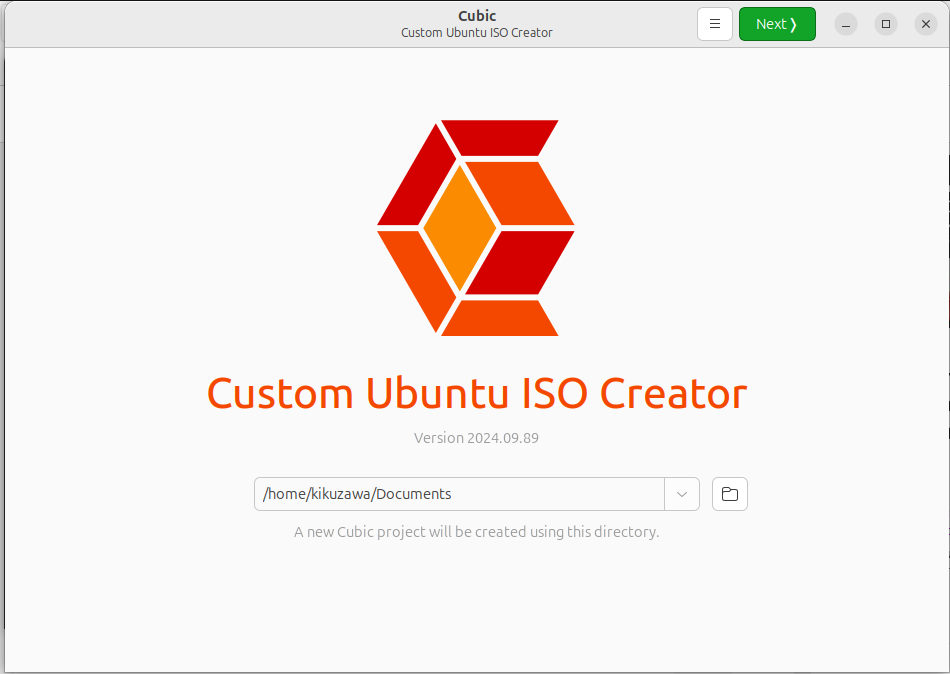 Cubic
Custom Ubuntu ISO Creator
Next ❯
Custom Ubuntu ISO Creator
Version 2024.09.89
/home/kikuzawa/Documents
A new Cubic project will be created using this directory.